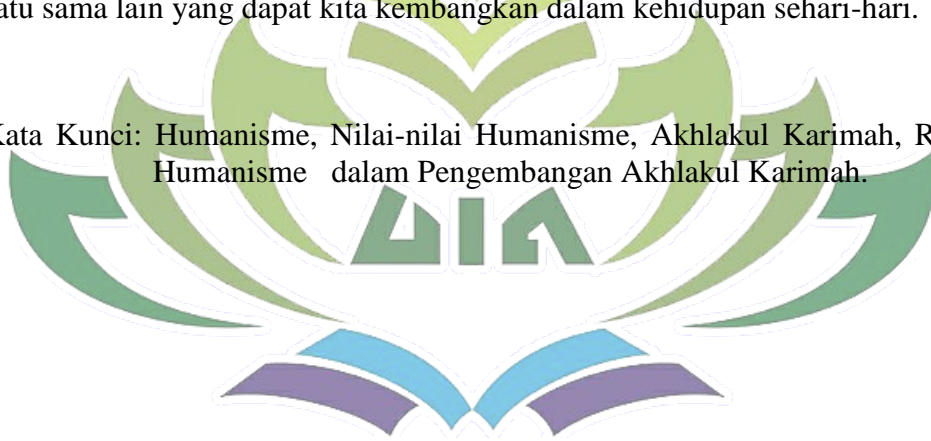 atu sama lain yang dapat kita kembangkan dalam kehidupan sehari-hari.
Kata Kunci: Humanisme, Nilai-nilai Humanisme, Akhlakul Karimah, R
Humanisme dalam Pengembangan Akhlakul Karimah.
UIN